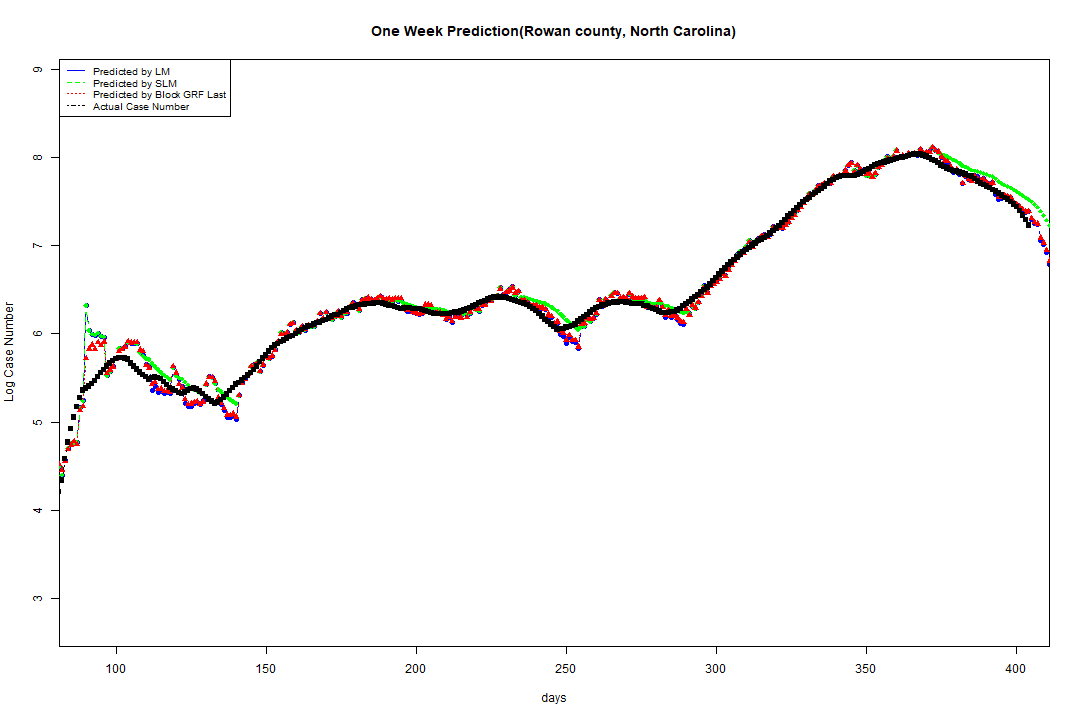 One Week Prediction(Rowan county, North Carolina)
Predicted by LM
Predicted by SLM
Predicted by Block GRF Last
Actual Case Number
Log Case Number
9
8
7
6
5
4
3
100 150 200 250 300 350 400
days